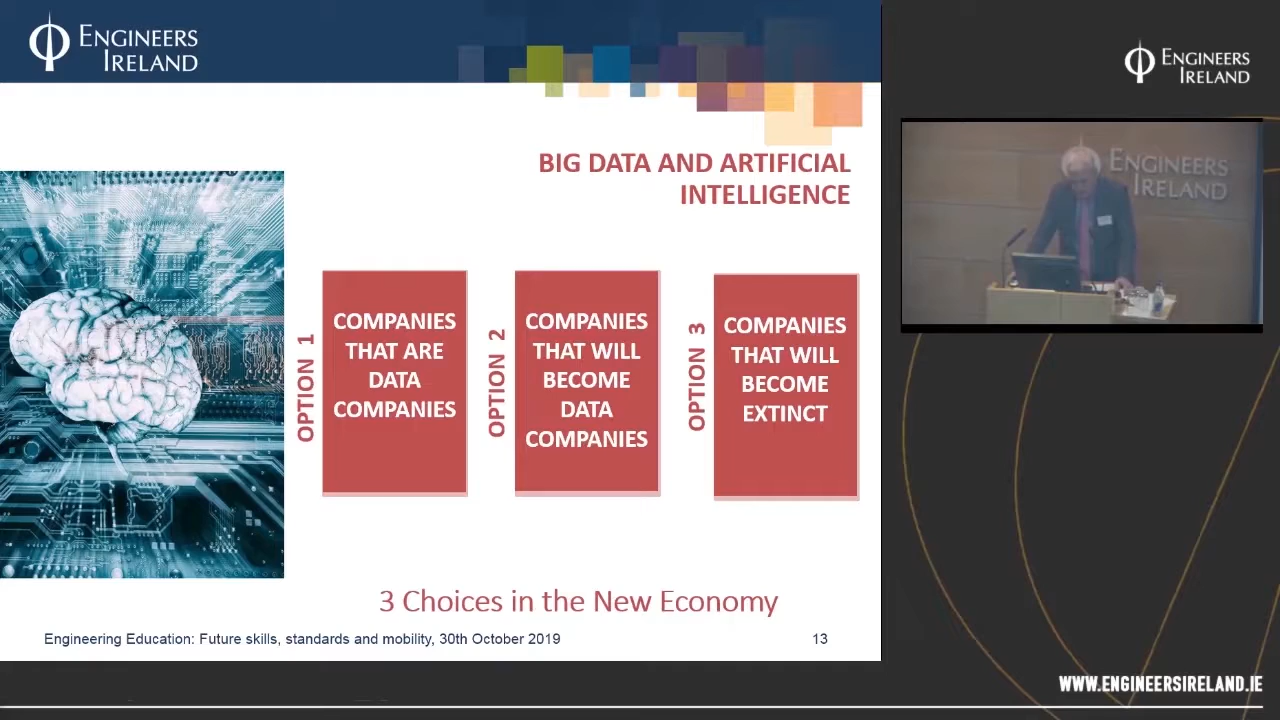 ENGINEERS
IRELAND
BIG DATA AND ARTIFICIAL
INTELLIGENCE
OPTION 1
COMPANIES
THAT ARE
DATA
COMPANIES
OPTION 2
COMPANIES
THAT WILL
BECOME
DATA
COMPANIES
OPTION 3
COMPANIES
THAT WILL
BECOME
EXTINCT
3 Choices in the New Economy
Engineering Education: Future skills, standards and mobility, 30th October 2019
13
ENGINEERS
IRELAND
ENGINEERS
IRELAND
WWW.ENGINEERSIRELAND.IE